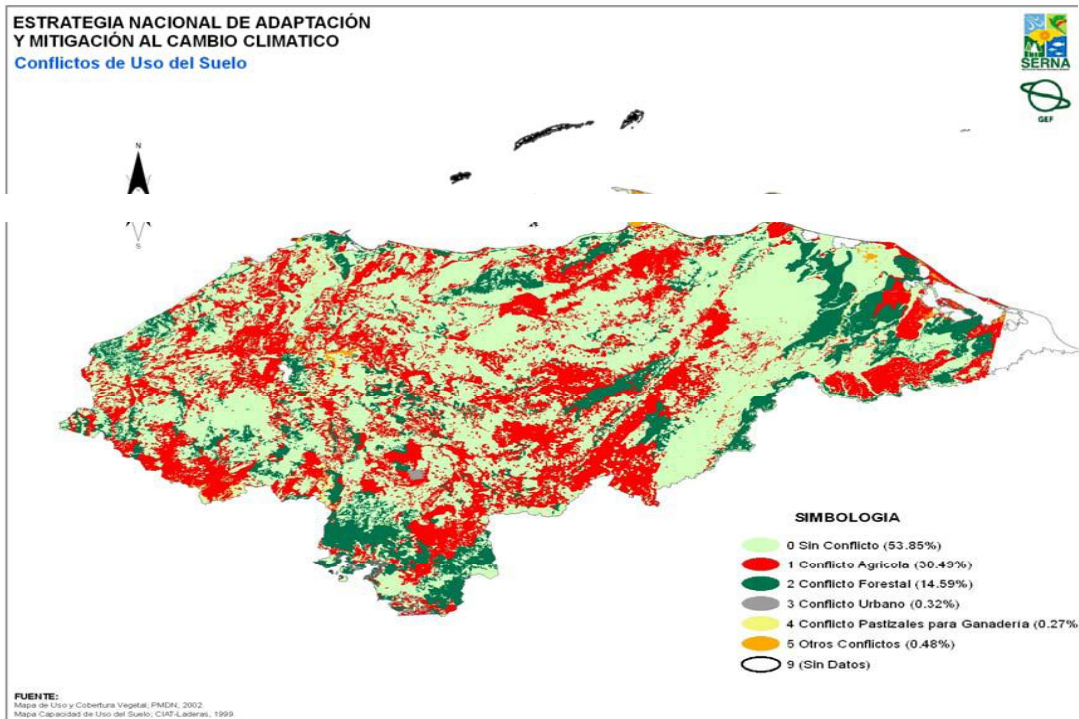 ESTRATEGIA NACIONAL DE ADAPTACIÓN
Y MITIGACIÓN AL CAMBIO CLIMATICO
Conflictos de Uso del Suelo
SERNA
GEF
N
S
SIMBOLOGIA
0 Sin Conflicto (53.85%)
1 Conflicto Agrícola (30.49%)
2 Conflicto Forestal (14.59%)
3 Conflicto Urbano (0.32%)
4 Conflicto Pastizales para Ganadería (0.27%
5 Otros Conflictos (0.48%)
9 (Sin Datos)
FUENTE:
Mapa de Uso y Cobertura Vegetal, PMDN, 2002
Mapa Capacidad de Uso del Suelo, CIAT-Laderas, 1999